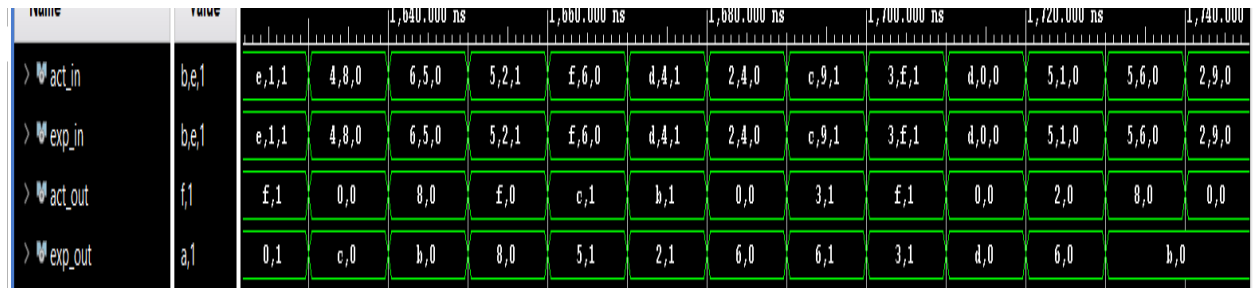 Name Value 1,640.000 ns 1,660.000 ns 1,680.000 ns 1,700.000 ns 1,720.000 ns 1,740.000
act_in b,e,1 e,1,1 4,8,0 6,5,0 5,2,1 f,6,0 d,4,1 2,4,0 c,9,1 3,f,1 d,0,0 5,1,0 5,6,0 2,9,0
exp_in b,e,1 e,1,1 4,8,0 6,5,0 5,2,1 f,6,0 d,4,1 2,4,0 c,9,1 3,f,1 d,0,0 5,1,0 5,6,0 2,9,0
act_out f,1 f,1 0,0 8,0 f,0 c,1 b,1 0,0 3,1 f,1 0,0 2,0 8,0 0,0
exp_out a,1 0,1 c,0 b,0 8,0 5,1 2,1 6,0 6,1 3,1 d,0 6,0 b,0